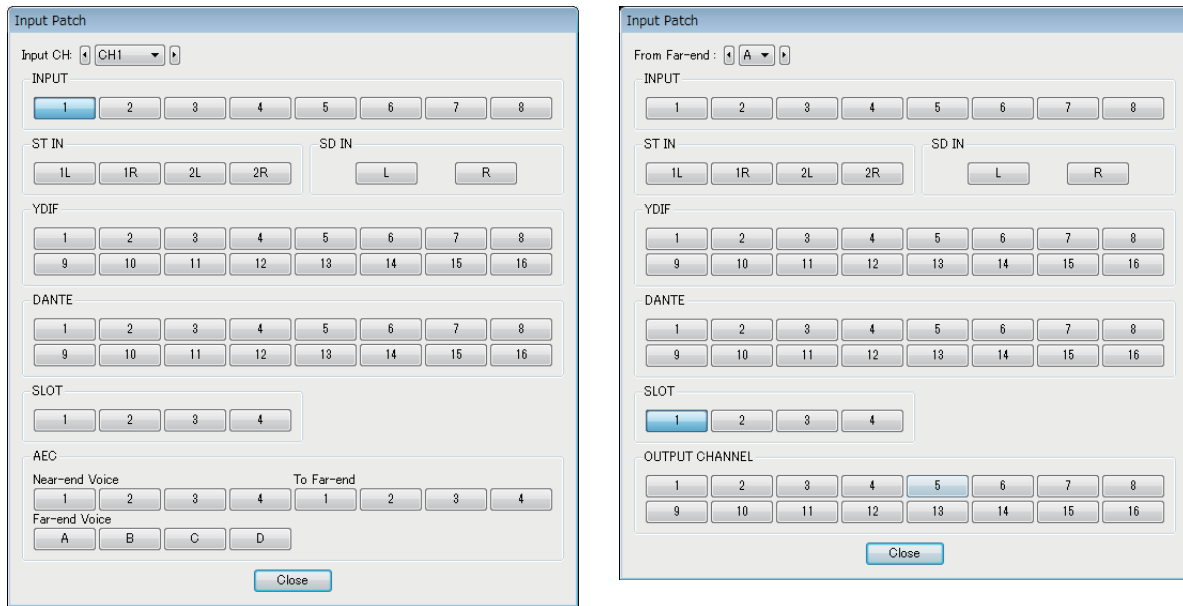 Input Patch
Input CH: CH1
INPUT
1 2 3 4 5 6 7 8
ST IN SD IN
1L 1R 2L 2R L R
YDIF
1 2 3 4 5 6 7 8
9 10 11 12 13 14 15 16
DANTE
1 2 3 4 5 6 7 8
9 10 11 12 13 14 15 16
SLOT
1 2 3 4
AEC
Near-end Voice To Far-end
1 2 3 4 1 2 3 4
Far-end Voice
A B C D
Close
Input Patch
From Far-end : A
INPUT
1 2 3 4 5 6 7 8
ST IN SD IN
1L 1R 2L 2R L R
YDIF
1 2 3 4 5 6 7 8
9 10 11 12 13 14 15 16
DANTE
1 2 3 4 5 6 7 8
9 10 11 12 13 14 15 16
SLOT
1 2 3 4
OUTPUT CHANNEL
1 2 3 4 5 6 7 8
9 10 11 12 13 14 15 16
Close